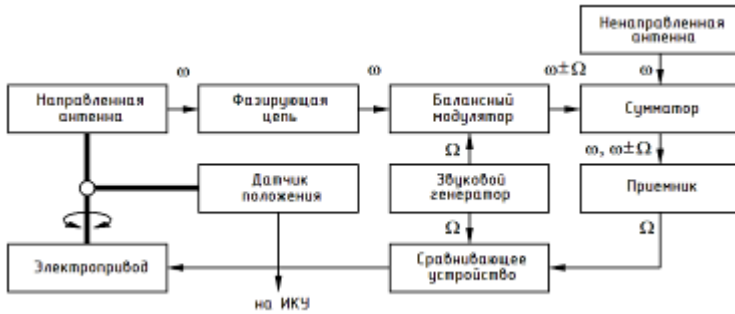 Ненаправленная
антенна
ω
ω
ω±Ω
ω
Направленная
антенна
Фазирующая
цепь
Балансный
модулятор
Сумматор
Ω
ω, ω±Ω
Датчик
положения
Звуковой
генератор
Приемник
Ω
Ω
Электропривод
Сравнивающее
устройство
на ИКУ